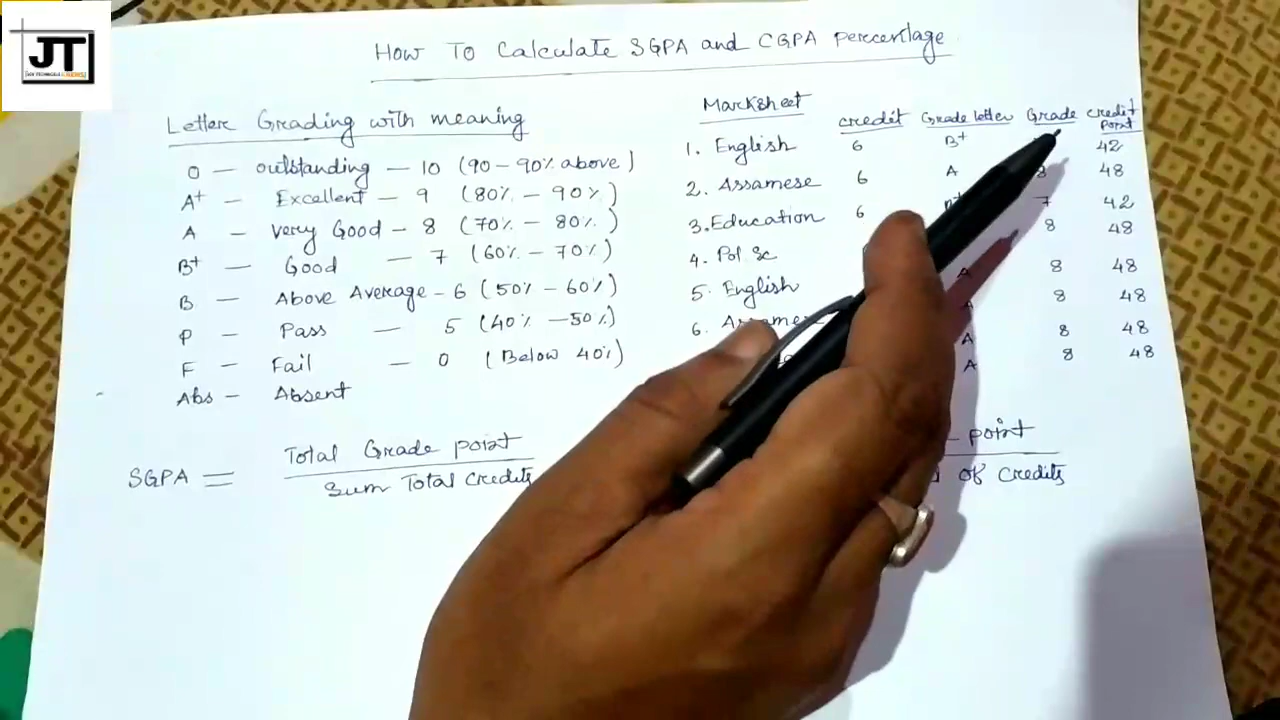 JT
How To Calculate SGPA and CGPA percentage
Letter Grading with meaning
O — outstanding — 10 (90 – 90% above)
A+ — Excellent — 9 (80% – 90%)
A — very Good — 8 (70% – 80%)
B+ — Good — 7 (60% – 70%)
B — Above Average – 6 (50% – 60%)
P — Pass — 5 (40% – 50%)
F — Fail — 0 (Below 40%)
Abs — Absent
SGPA = Total Grade point
Sum Total Credits
Marksheet credit Grade letter Grade credit point
1. English 6 B+ 42
2. Assamese 6 A 8 48
3. Education 6 7 42
4. Pol. Sc 8 48
5. English A 8 48
6. A 8 48
A 8 48
A 8 48
point
of Credits